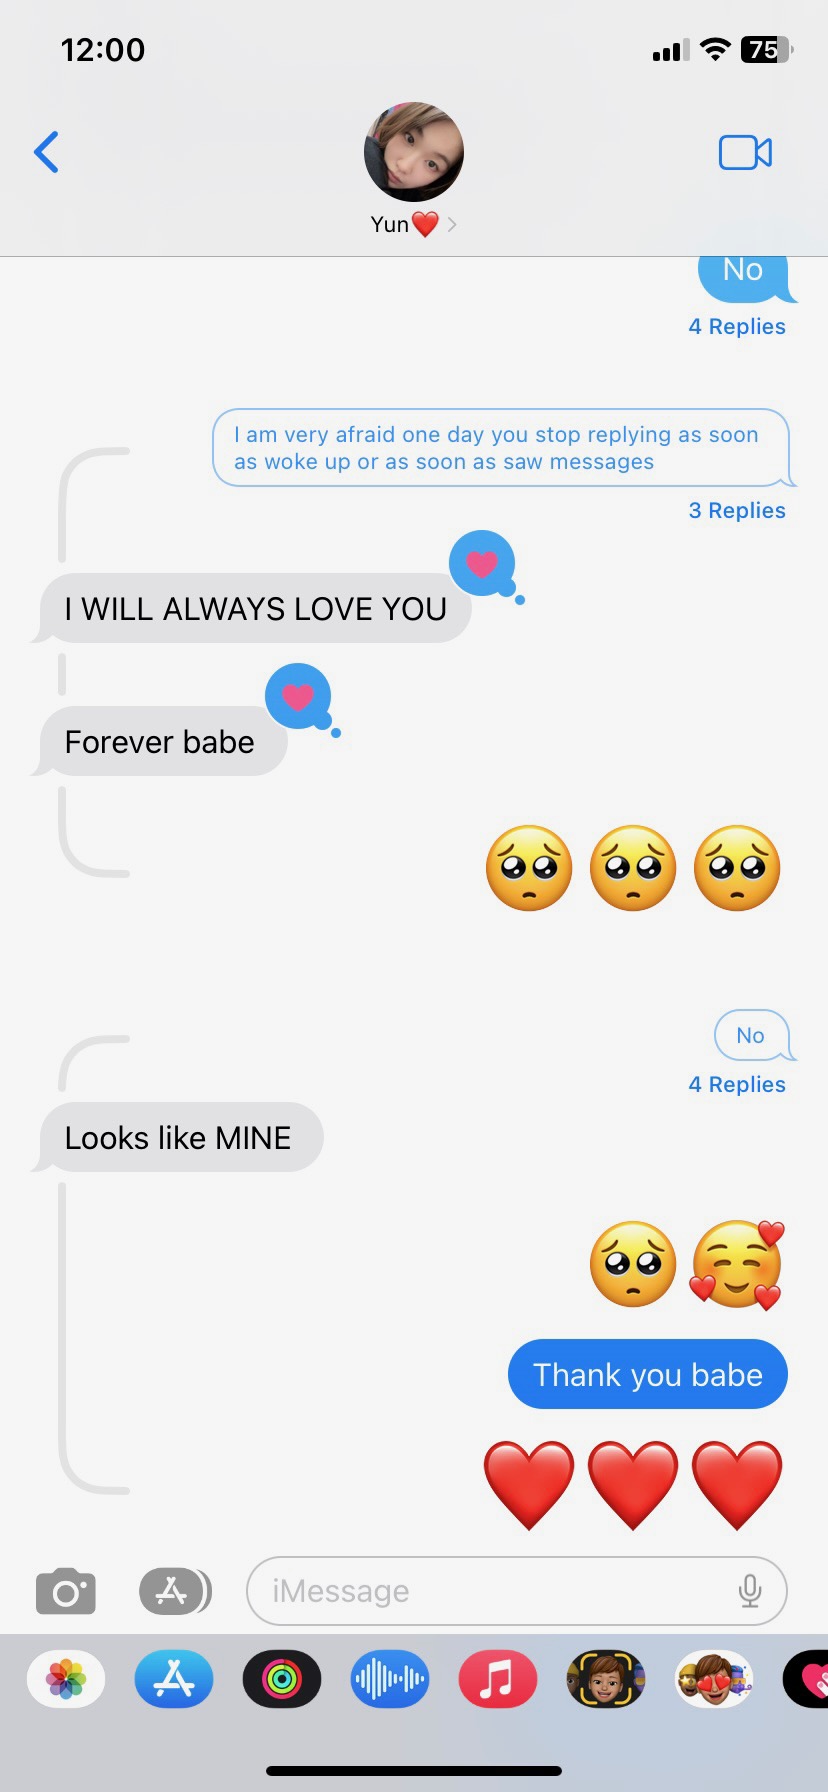 12:00
75
Yun❤️
No
4 Replies
I am very afraid one day you stop replying as soon
as woke up or as soon as saw messages
3 Replies
I WILL ALWAYS LOVE YOU
Forever babe
🥺🥺🥺
No
4 Replies
Looks like MINE
🥺🥰
Thank you babe
❤️❤️❤️
iMessage